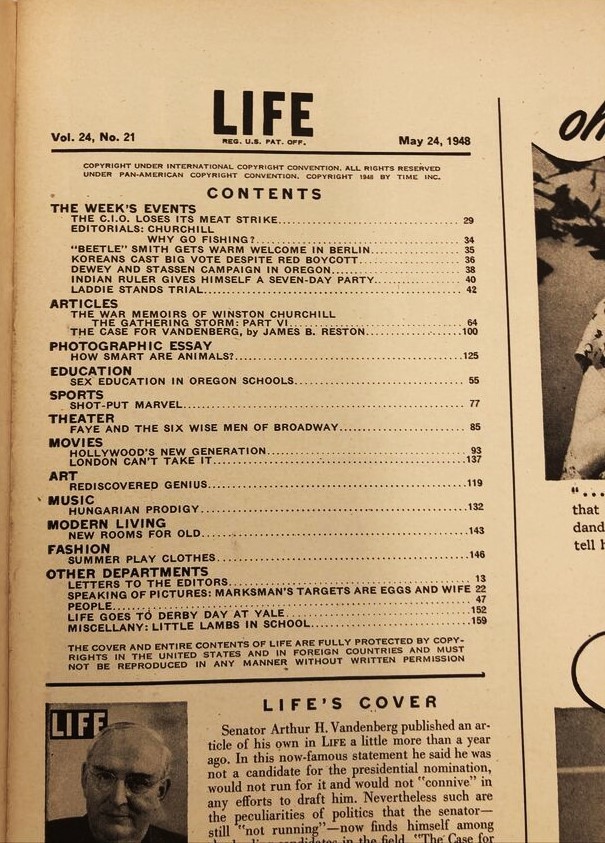 LIFE
REG. U.S. PAT. OFF.
Vol. 24, No. 21
May 24, 1948
COPYRIGHT UNDER INTERNATIONAL COPYRIGHT CONVENTION. ALL RIGHTS RESERVED
UNDER PAN-AMERICAN COPYRIGHT CONVENTION. COPYRIGHT 1948 BY TIME INC.
CONTENTS
THE WEEK'S EVENTS
THE C.I.O. LOSES ITS MEAT STRIKE 29
EDITORIALS: CHURCHILL
WHY GO FISHING? 34
"BEETLE" SMITH GETS WARM WELCOME IN BERLIN 35
KOREANS CAST BIG VOTE DESPITE RED BOYCOTT 36
DEWEY AND STASSEN CAMPAIGN IN OREGON 38
INDIAN RULER GIVES HIMSELF A SEVEN-DAY PARTY 40
LADDIE STANDS TRIAL 42
ARTICLES
THE WAR MEMOIRS OF WINSTON CHURCHILL
THE GATHERING STORM: PART VI 64
THE CASE FOR VANDENBERG, by JAMES B. RESTON 100
PHOTOGRAPHIC ESSAY
HOW SMART ARE ANIMALS? 125
EDUCATION
SEX EDUCATION IN OREGON SCHOOLS 55
SPORTS
SHOT-PUT MARVEL 77
THEATER
FAYE AND THE SIX WISE MEN OF BROADWAY 85
MOVIES
HOLLYWOOD'S NEW GENERATION 93
LONDON CAN'T TAKE IT 137
ART
REDISCOVERED GENIUS 119
MUSIC
HUNGARIAN PRODIGY 132
MODERN LIVING
NEW ROOMS FOR OLD 143
FASHION
SUMMER PLAY CLOTHES 146
OTHER DEPARTMENTS
LETTERS TO THE EDITORS 13
SPEAKING OF PICTURES: MARKSMAN'S TARGETS ARE EGGS AND WIFE 22
PEOPLE 47
LIFE GOES TO DERBY DAY AT YALE 152
MISCELLANY: LITTLE LAMBS IN SCHOOL 159
THE COVER AND ENTIRE CONTENTS OF LIFE ARE FULLY PROTECTED BY COPY-
RIGHTS IN THE UNITED STATES AND IN FOREIGN COUNTRIES AND MUST
NOT BE REPRODUCED IN ANY MANNER WITHOUT WRITTEN PERMISSION
LIFE
LIFE'S COVER
Senator Arthur H. Vandenberg published an ar-
ticle of his own in LIFE a little more than a year
ago. In this now-famous statement he said he was
not a candidate for the presidential nomination,
would not run for it and would not "connive" in
any efforts to draft him. Nevertheless such are
the peculiarities of politics that the senator—
still "not running"—now finds himself among
candidates in the field. "The Case for
oh
"...
that
dand
tell h